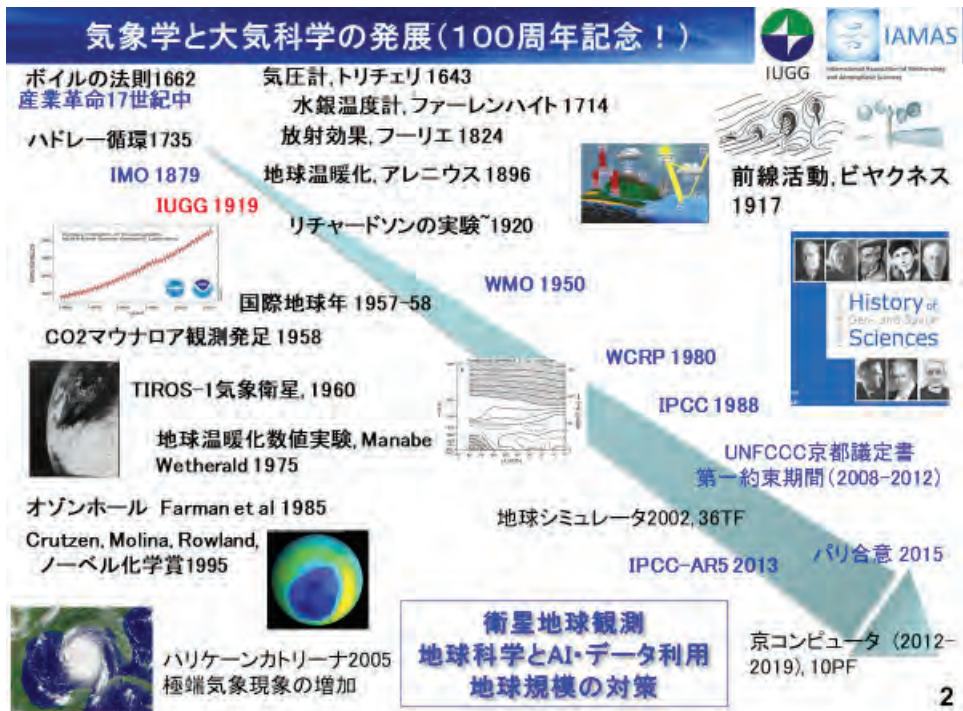 気象学と大気科学の発展(100周年記念!)
IUGG
IAMAS
International Association of Meteorology
and Atmospheric Sciences
ボイルの法則1662
産業革命17世紀中
気圧計,トリチェリ 1643
水銀温度計,ファーレンハイト 1714
ハドレー循環1735
放射効果,フーリエ 1824
IMO 1879
地球温暖化,アレニウス 1896
前線活動,ビヤクネス
1917
IUGG 1919
リチャードソンの実験~1920
WMO 1950
国際地球年 1957-58
CO2マウナロア観測発足 1958
History of
Geo- and Space
Sciences
WCRP 1980
TIROS-1気象衛星, 1960
IPCC 1988
地球温暖化数値実験, Manabe
Wetherald 1975
UNFCCC京都議定書
第一約束期間(2008-2012)
オゾンホール Farman et al 1985
地球シミュレータ2002, 36TF
Crutzen, Molina, Rowland,
ノーベル化学賞1995
IPCC-AR5 2013
パリ合意 2015
衛星地球観測
地球科学とAI・データ利用
地球規模の対策
京コンピュータ (2012-
2019), 10PF
ハリケーンカトリーナ2005
極端気象現象の増加
2